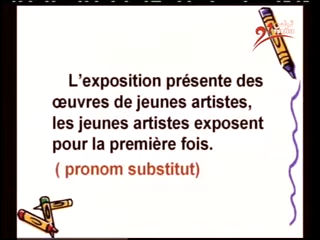 L'exposition présente des
œuvres de jeunes artistes,
les jeunes artistes exposent
pour la première fois.
( pronom substitut)